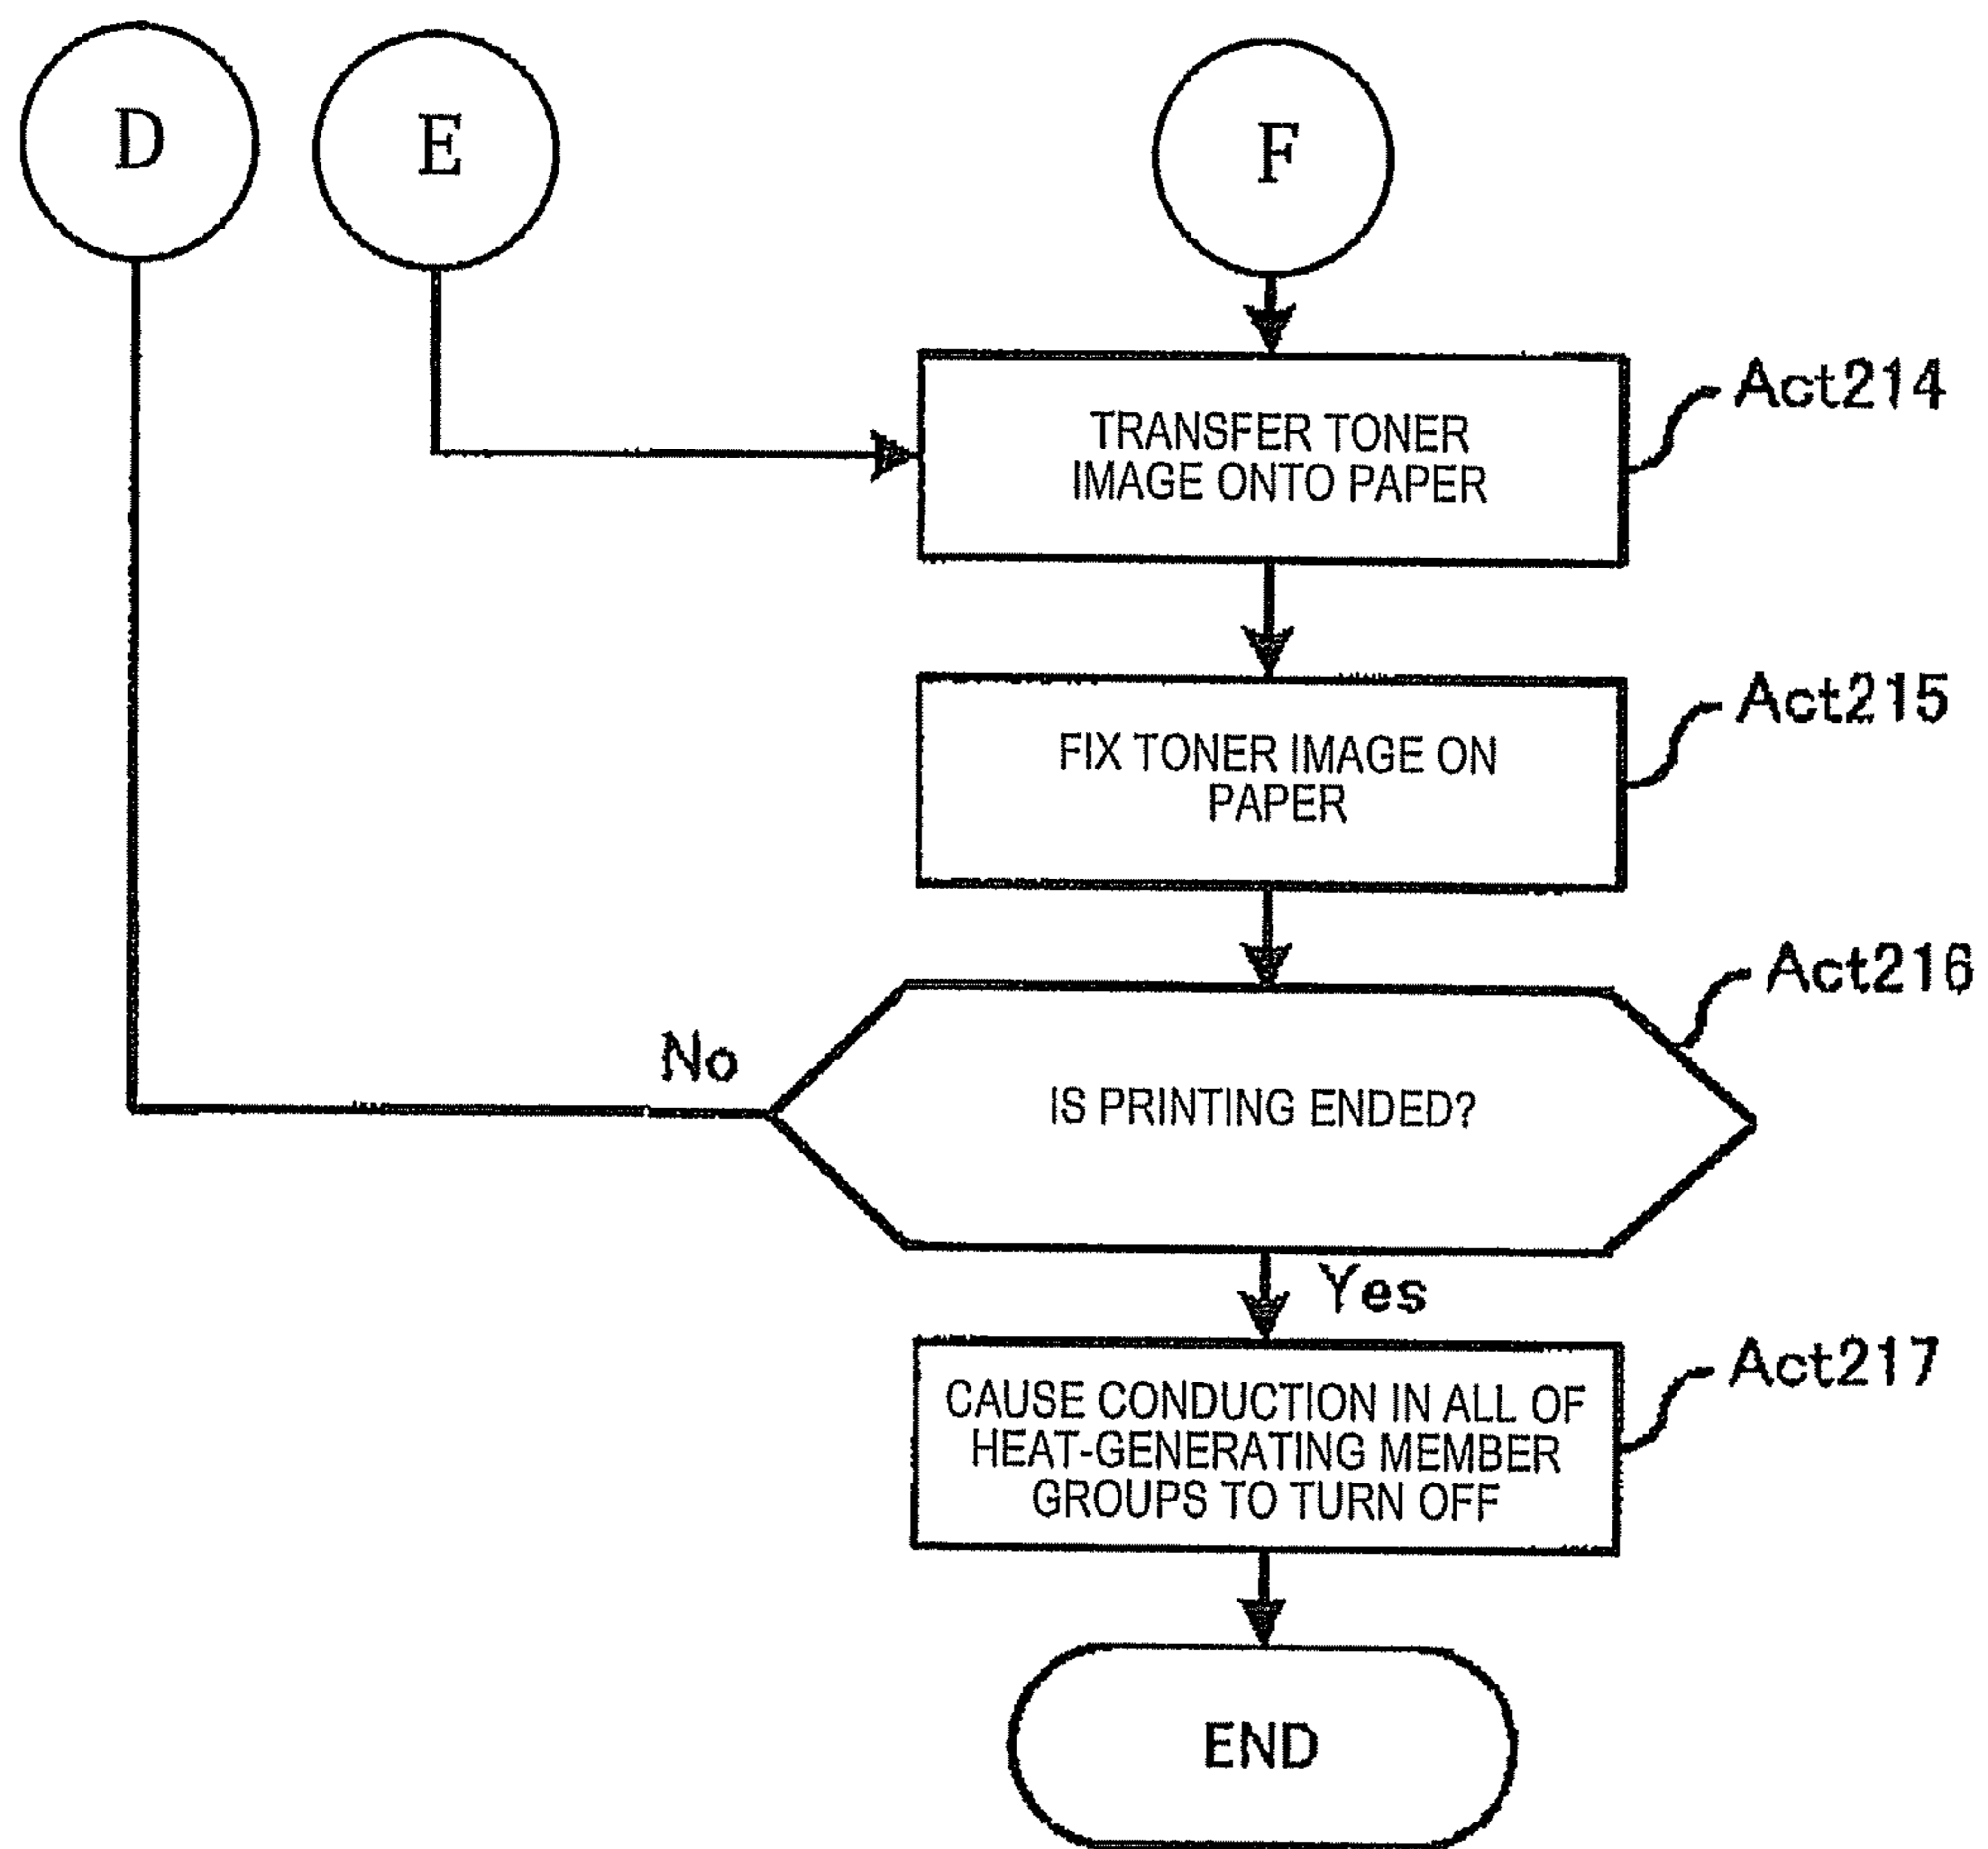 D
E
F
Act214
TRANSFER TONER
IMAGE ONTO PAPER
Act215
FIX TONER IMAGE ON
PAPER
Act216
No
IS PRINTING ENDED?
Yes
Act217
CAUSE CONDUCTION IN ALL OF
HEAT-GENERATING MEMBER
GROUPS TO TURN OFF
END